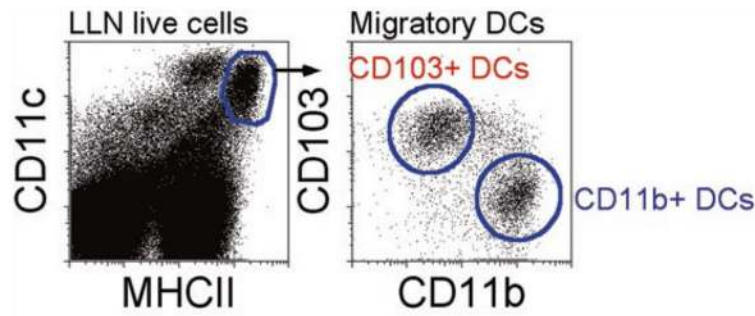 LLN live cells
Migratory DCs
CD103+ DCs
CD11c
CD103
CD11b+ DCs
MHCII
CD11b